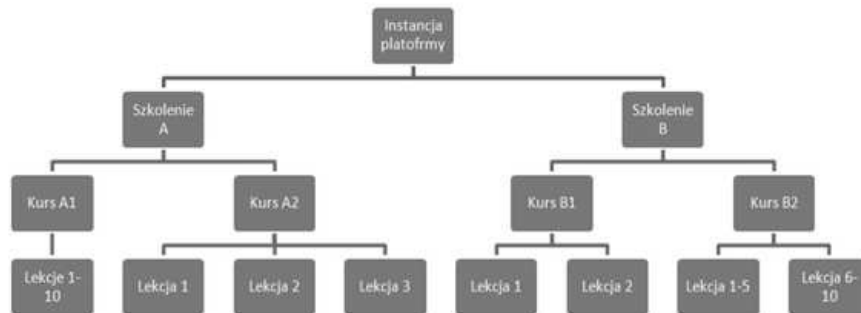 Instancja
platofrmy
Szkolenie
A
Szkolenie
B
Kurs A1
Kurs A2
Kurs B1
Kurs B2
Lekcje 1-
10
Lekcja 1
Lekcja 2
Lekcja 3
Lekcja 1
Lekcja 2
Lekcja 1-5
Lekcja 6-
10